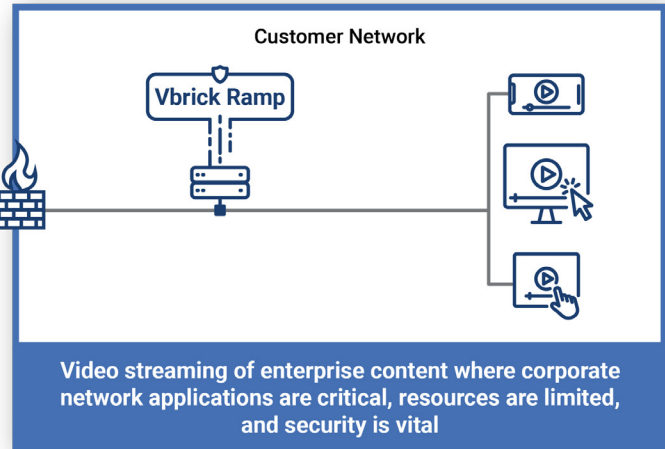 Customer Network
Vbrick Ramp
Video streaming of enterprise content where corporate
network applications are critical, resources are limited,
and security is vital